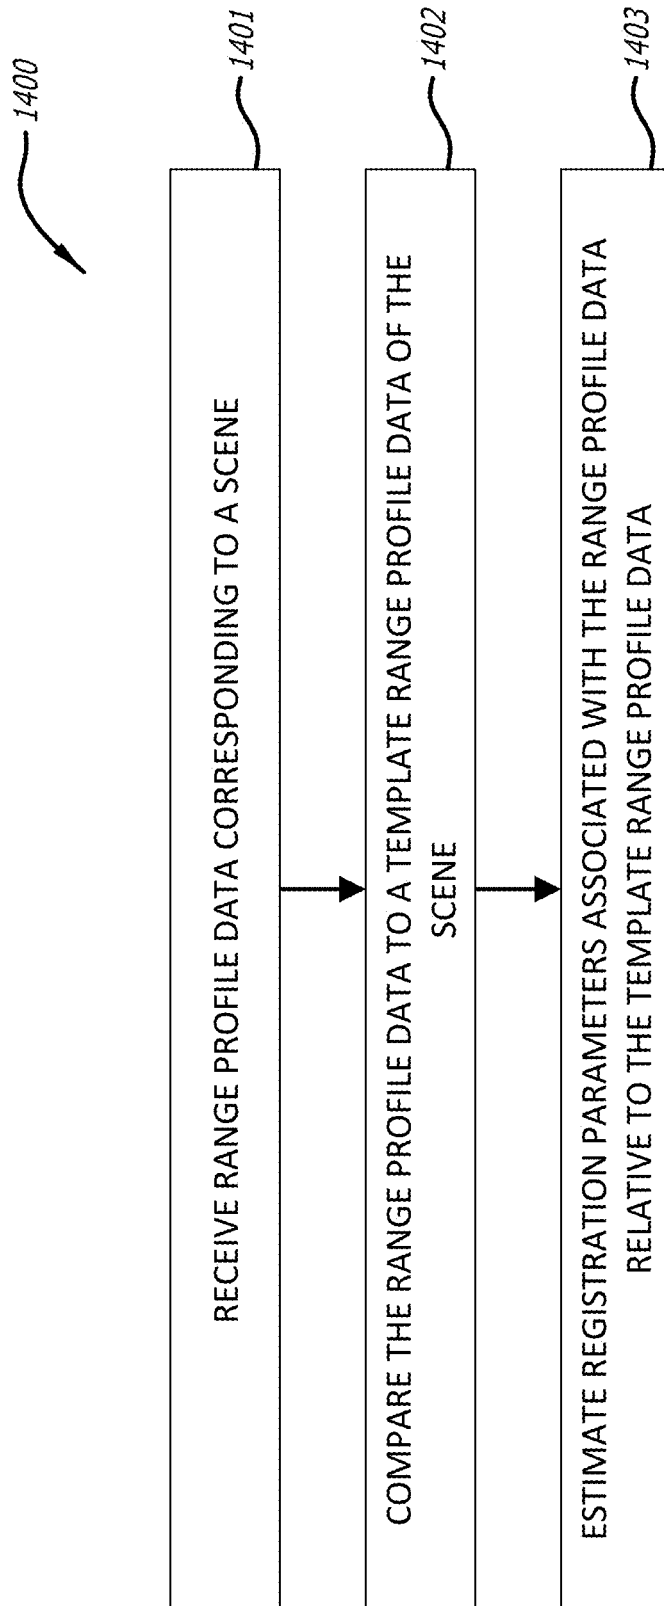 1400
RECEIVE RANGE PROFILE DATA CORRESPONDING TO A SCENE
1401
COMPARE THE RANGE PROFILE DATA TO A TEMPLATE RANGE PROFILE DATA OF THE
SCENE
1402
ESTIMATE REGISTRATION PARAMETERS ASSOCIATED WITH THE RANGE PROFILE DATA
RELATIVE TO THE TEMPLATE RANGE PROFILE DATA
1403